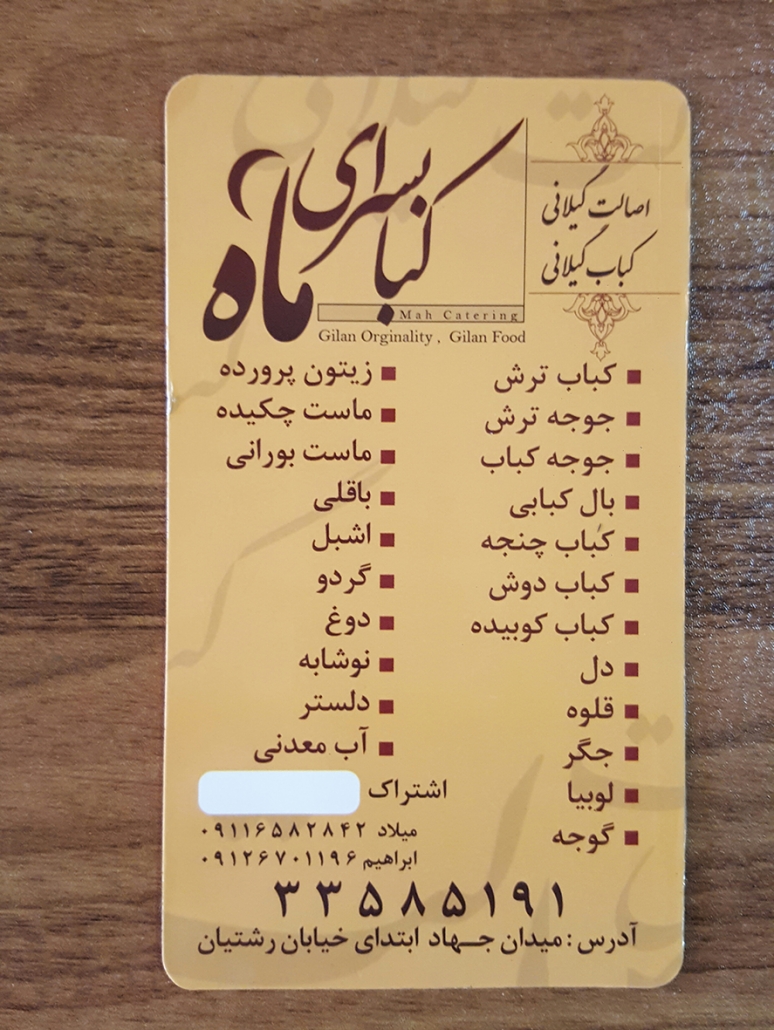 کبابسرای ماه
Mah Catering
Gilan Orginality , Gilan Food
اصالت گیلانی
کباب گیلانی
کباب ترش
جوجه ترش
جوجه کباب
بال کبابی
کباب چنجه
کباب دوش
کباب کوبیده
دل
قلوه
جگر
لوبیا
گوجه
زیتون پرورده
ماست چکیده
ماست بورانی
باقلی
اشبل
گردو
دوغ
نوشابه
دلستر
آب معدنی
اشتراک
میلاد ۰۹۱۱۶۵۸۲۸۴۲
ابراهیم ۰۹۱۲۶۷۰۱۱۹۶
۳۳۵۸۵۱۹۱
آدرس : میدان جهاد ابتدای خیابان رشتیان